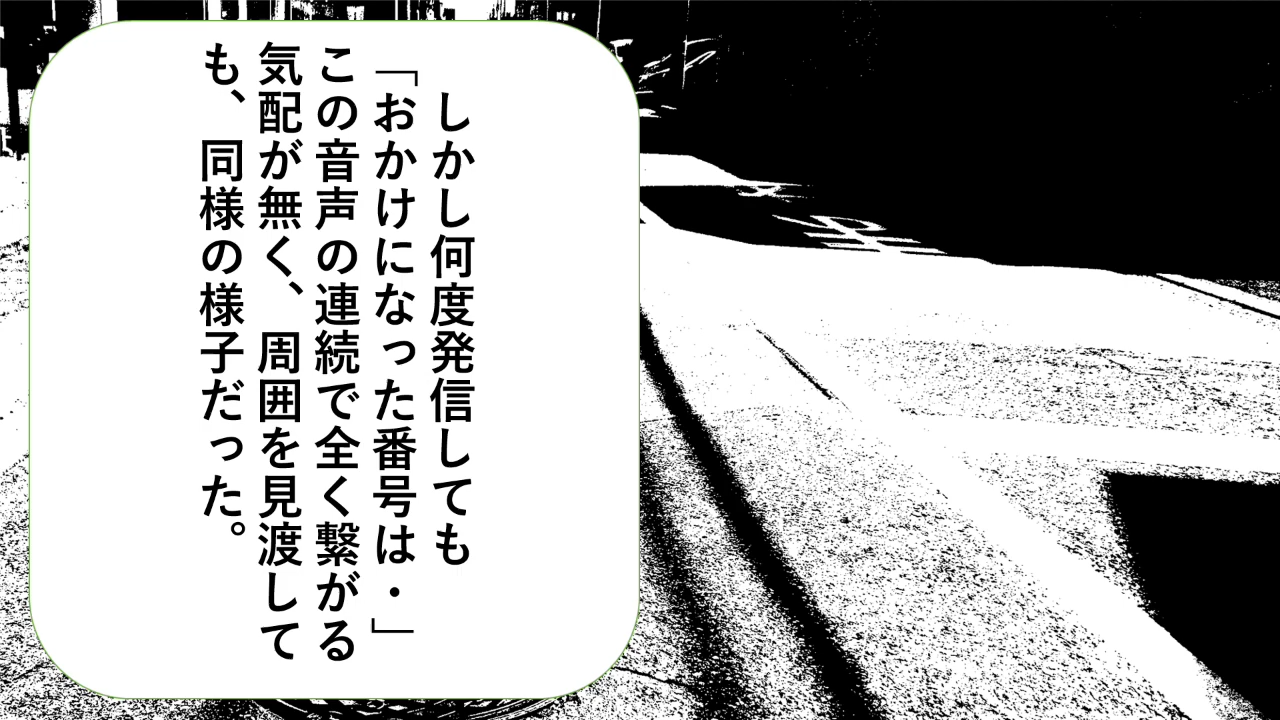 しかし何度発信しても
「おかけになった番号は・」
この音声の連続で全く繋がる
気配が無く、周囲を見渡して
も、同様の様子だった。